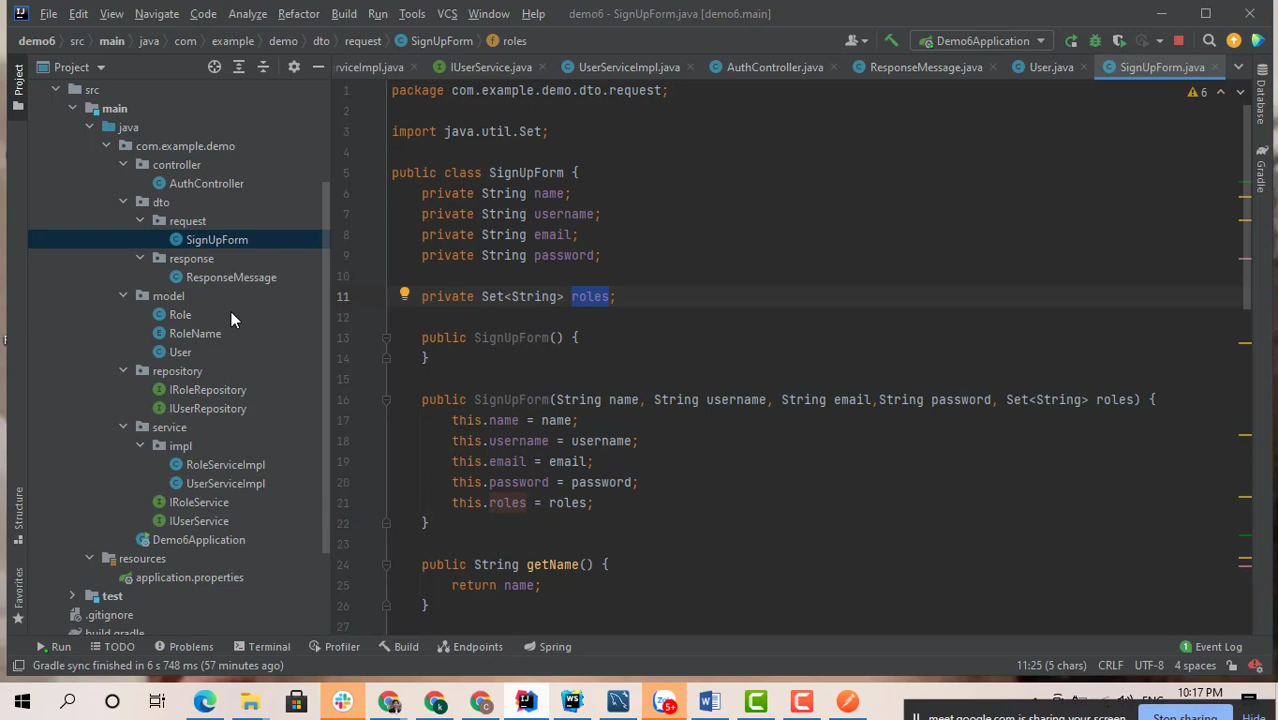 File Edit View Navigate Code Analyze Refactor Build Run Tools VCS Window Help demo6 - SignUpForm.java [demo6.main]
demo6 src main java com example demo dto request SignUpForm roles Demo6Application
Project
rviceImpl.java IUserService.java UserServiceImpl.java AuthController.java ResponseMessage.java User.java SignUpForm.java
Project
src
main
java
com.example.demo
controller
AuthController
dto
request
SignUpForm
response
ResponseMessage
model
Role
RoleName
User
repository
IRoleRepository
IUserRepository
service
impl
RoleServiceImpl
UserServiceImpl
IRoleService
IUserService
Demo6Application
resources
application.properties
test
.gitignore
build.gradle
Structure
Favorites
1 package com.example.demo.dto.request;
2
3 import java.util.Set;
4
5 public class SignUpForm {
6 private String name;
7 private String username;
8 private String email;
9 private String password;
10
11 private Set<String> roles;
12
13 public SignUpForm() {
14 }
15
16 public SignUpForm(String name, String username, String email,String password, Set<String> roles) {
17 this.name = name;
18 this.username = username;
19 this.email = email;
20 this.password = password;
21 this.roles = roles;
22 }
23
24 public String getName() {
25 return name;
26 }
27
6
Database
Gradle
Run TODO Problems Terminal Profiler Build Endpoints Spring 1 Event Log
Gradle sync finished in 6 s 748 ms (57 minutes ago) 11:25 (5 chars) CRLF UTF-8 4 spaces
5+
ENG
10:17 PM
meet.google.com is sharing your screen. Stop sharing Hide